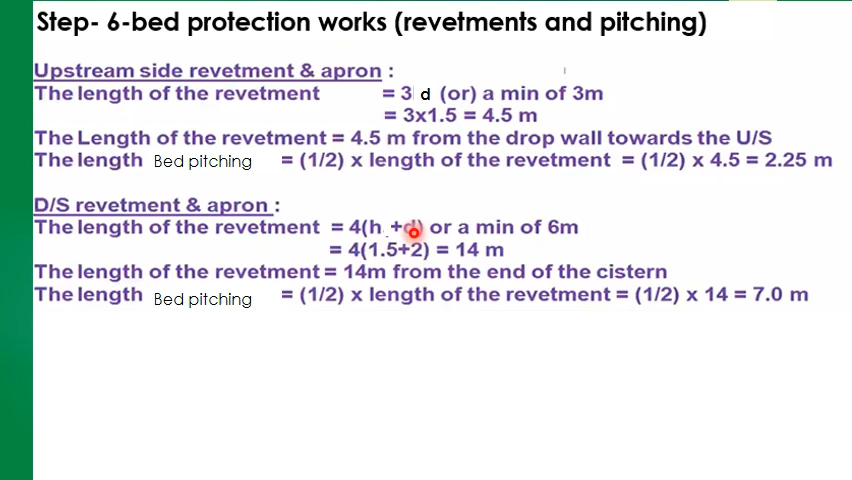 Step- 6-bed protection works (revetments and pitching)
Upstream side revetment & apron :
The length of the revetment = 3 d (or) a min of 3m
= 3x1.5 = 4.5 m
The Length of the revetment = 4.5 m from the drop wall towards the U/S
The length Bed pitching = (1/2) x length of the revetment = (1/2) x 4.5 = 2.25 m
D/S revetment & apron :
The length of the revetment = 4(h +d) or a min of 6m
= 4(1.5+2) = 14 m
The length of the revetment = 14m from the end of the cistern
The length Bed pitching = (1/2) x length of the revetment = (1/2) x 14 = 7.0 m